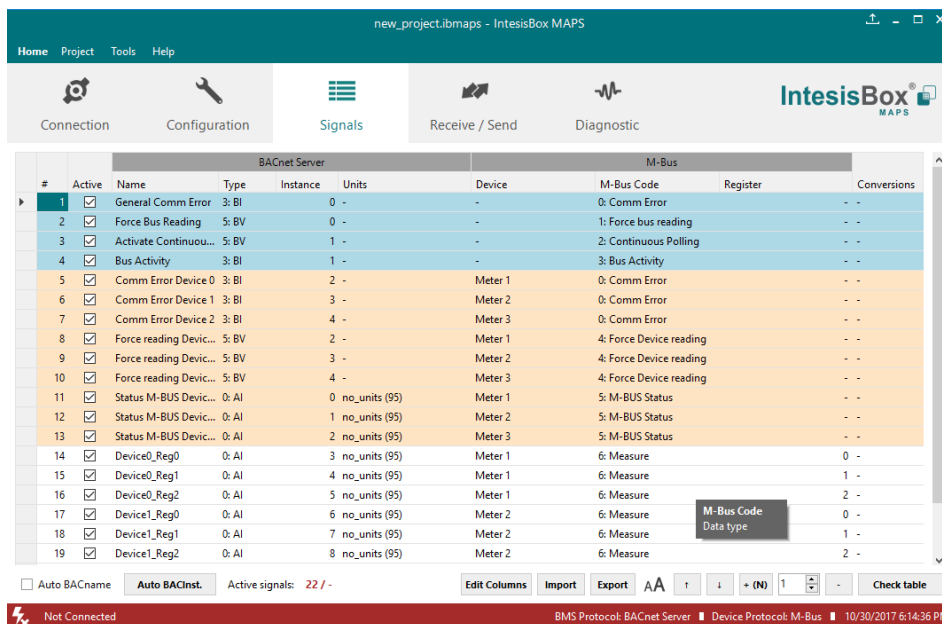 new_project.ibmaps - IntesisBox MAPS
Home Project Tools Help
Connection Configuration Signals Receive / Send Diagnostic
IntesisBox®
MAPS
BACnet Server M-Bus
# Active Name Type Instance Units Device M-Bus Code Register Conversions
1 General Comm Error 3: BI 0 - - 0: Comm Error - -
2 Force Bus Reading 5: BV 0 - - 1: Force bus reading - -
3 Activate Continuou... 5: BV 1 - - 2: Continuous Polling - -
4 Bus Activity 3: BI 1 - - 3: Bus Activity - -
5 Comm Error Device 0 3: BI 2 - Meter 1 0: Comm Error - -
6 Comm Error Device 1 3: BI 3 - Meter 2 0: Comm Error - -
7 Comm Error Device 2 3: BI 4 - Meter 3 0: Comm Error - -
8 Force reading Devic... 5: BV 2 - Meter 1 4: Force Device reading - -
9 Force reading Devic... 5: BV 3 - Meter 2 4: Force Device reading - -
10 Force reading Devic... 5: BV 4 - Meter 3 4: Force Device reading - -
11 Status M-BUS Devic... 0: AI 0 no_units (95) Meter 1 5: M-BUS Status - -
12 Status M-BUS Devic... 0: AI 1 no_units (95) Meter 2 5: M-BUS Status - -
13 Status M-BUS Devic... 0: AI 2 no_units (95) Meter 3 5: M-BUS Status - -
14 Device0_Reg0 0: AI 3 no_units (95) Meter 1 6: Measure 0 -
15 Device0_Reg1 0: AI 4 no_units (95) Meter 1 6: Measure 1 -
16 Device0_Reg2 0: AI 5 no_units (95) Meter 1 6: Measure 2 -
17 Device1_Reg0 0: AI 6 no_units (95) Meter 2 6: Measure 0 -
18 Device1_Reg1 0: AI 7 no_units (95) Meter 2 6: Measure 1 -
19 Device1_Reg2 0: AI 8 no_units (95) Meter 2 6: Measure 2 -
M-Bus Code
Data type
Auto BACname Auto BACInst. Active signals: 22 / - Edit Columns Import Export AA ↑ ↓ + (N) 1 - Check table
Not Connected BMS Protocol: BACnet Server Device Protocol: M-Bus 10/30/2017 6:14:36 PM